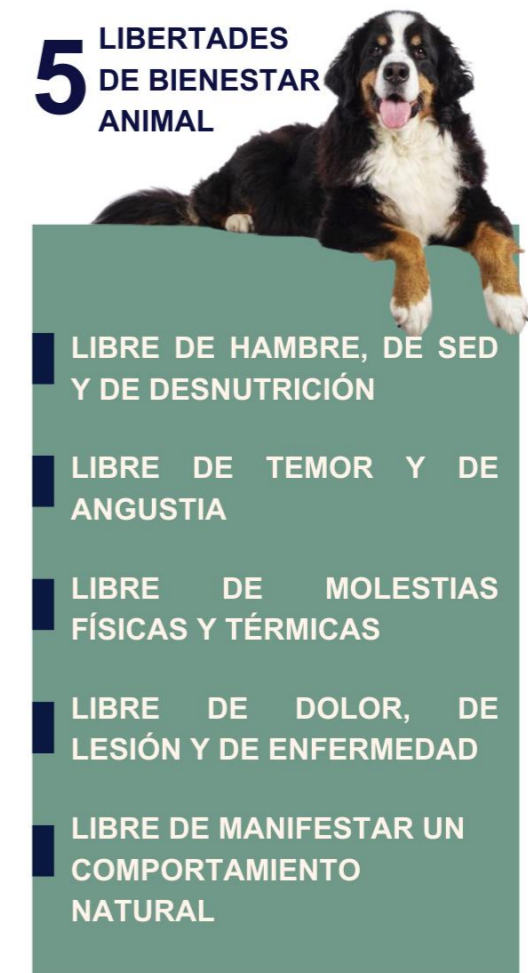 5 LIBERTADES
DE BIENESTAR
ANIMAL
LIBRE DE HAMBRE, DE SED
Y DE DESNUTRICIÓN
LIBRE DE TEMOR Y DE
ANGUSTIA
LIBRE DE MOLESTIAS
FÍSICAS Y TÉRMICAS
LIBRE DE DOLOR, DE
LESIÓN Y DE ENFERMEDAD
LIBRE DE MANIFESTAR UN
COMPORTAMIENTO
NATURAL